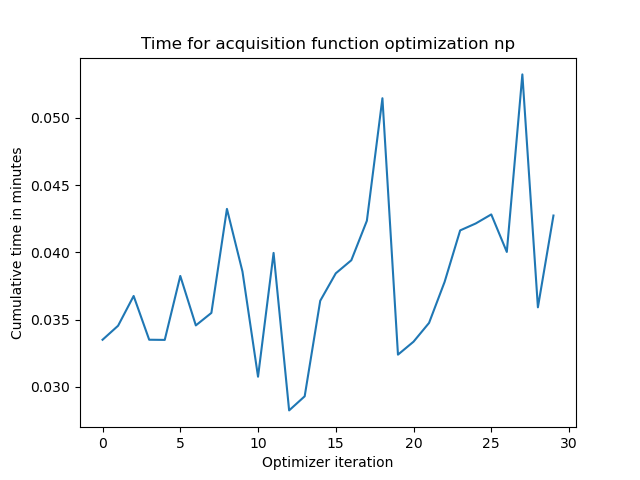 Time for acquisition function optimization np
Cumulative time in minutes
0.050
0.045
0.040
0.035
0.030
0 5 10 15 20 25 30
Optimizer iteration